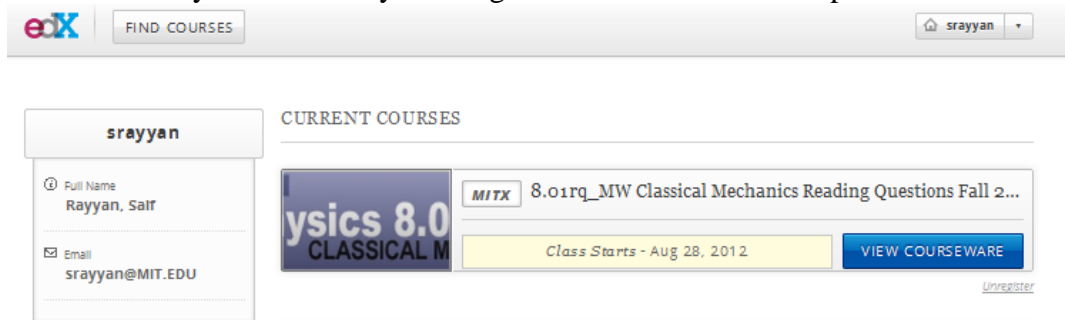 edX
FIND COURSES
srayyan
srayyan
Full Name
Rayyan, Saif
Email
srayyan@MIT.EDU
CURRENT COURSES
ysics 8.0
CLASSICAL M
MITX
8.01rq_MW Classical Mechanics Reading Questions Fall 2...
Class Starts - Aug 28, 2012
VIEW COURSEWARE
Unregister